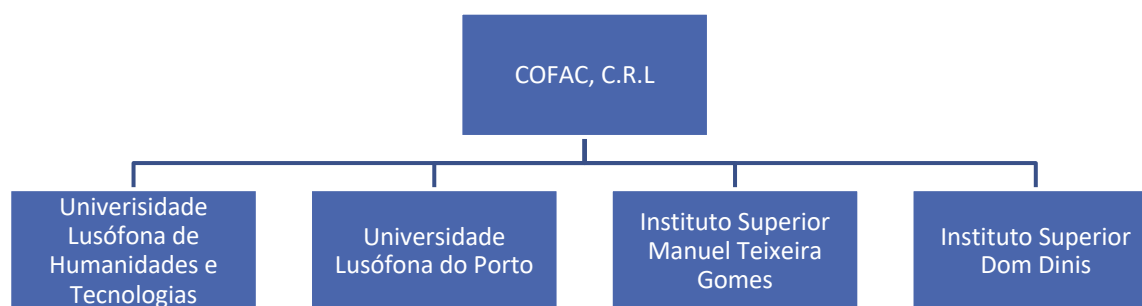 COFAC, C.R.L
Univerisidade
Lusófona de
Humanidades e
Tecnologias
Universidade
Lusófona do Porto
Instituto Superior
Manuel Teixeira
Gomes
Instituto Superior
Dom Dinis